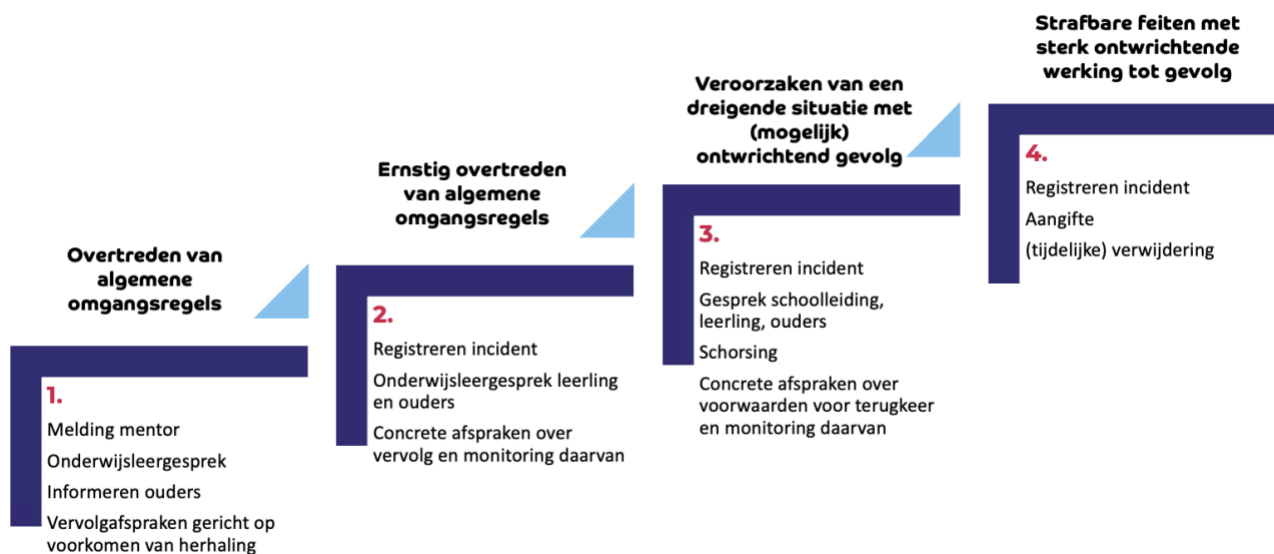 Overtreden van
algemene
omgangsregels
1.
Melding mentor
Onderwijsleergesprek
Informeren ouders
Vervolgafspraken gericht op
voorkomen van herhaling
Ernstig overtreden
van algemene
omgangsregels
2.
Registreren incident
Onderwijsleergesprek leerling
en ouders
Concrete afspraken over
vervolg en monitoring daarvan
Veroorzaken van een
dreigende situatie met
(mogelijk)
ontwrichtend gevolg
3.
Registreren incident
Gesprek schoolleiding,
leerling, ouders
Schorsing
Concrete afspraken over
voorwaarden voor terugkeer
en monitoring daarvan
Strafbare feiten met
sterk ontwrichtende
werking tot gevolg
4.
Registreren incident
Aangifte
(tijdelijke) verwijdering